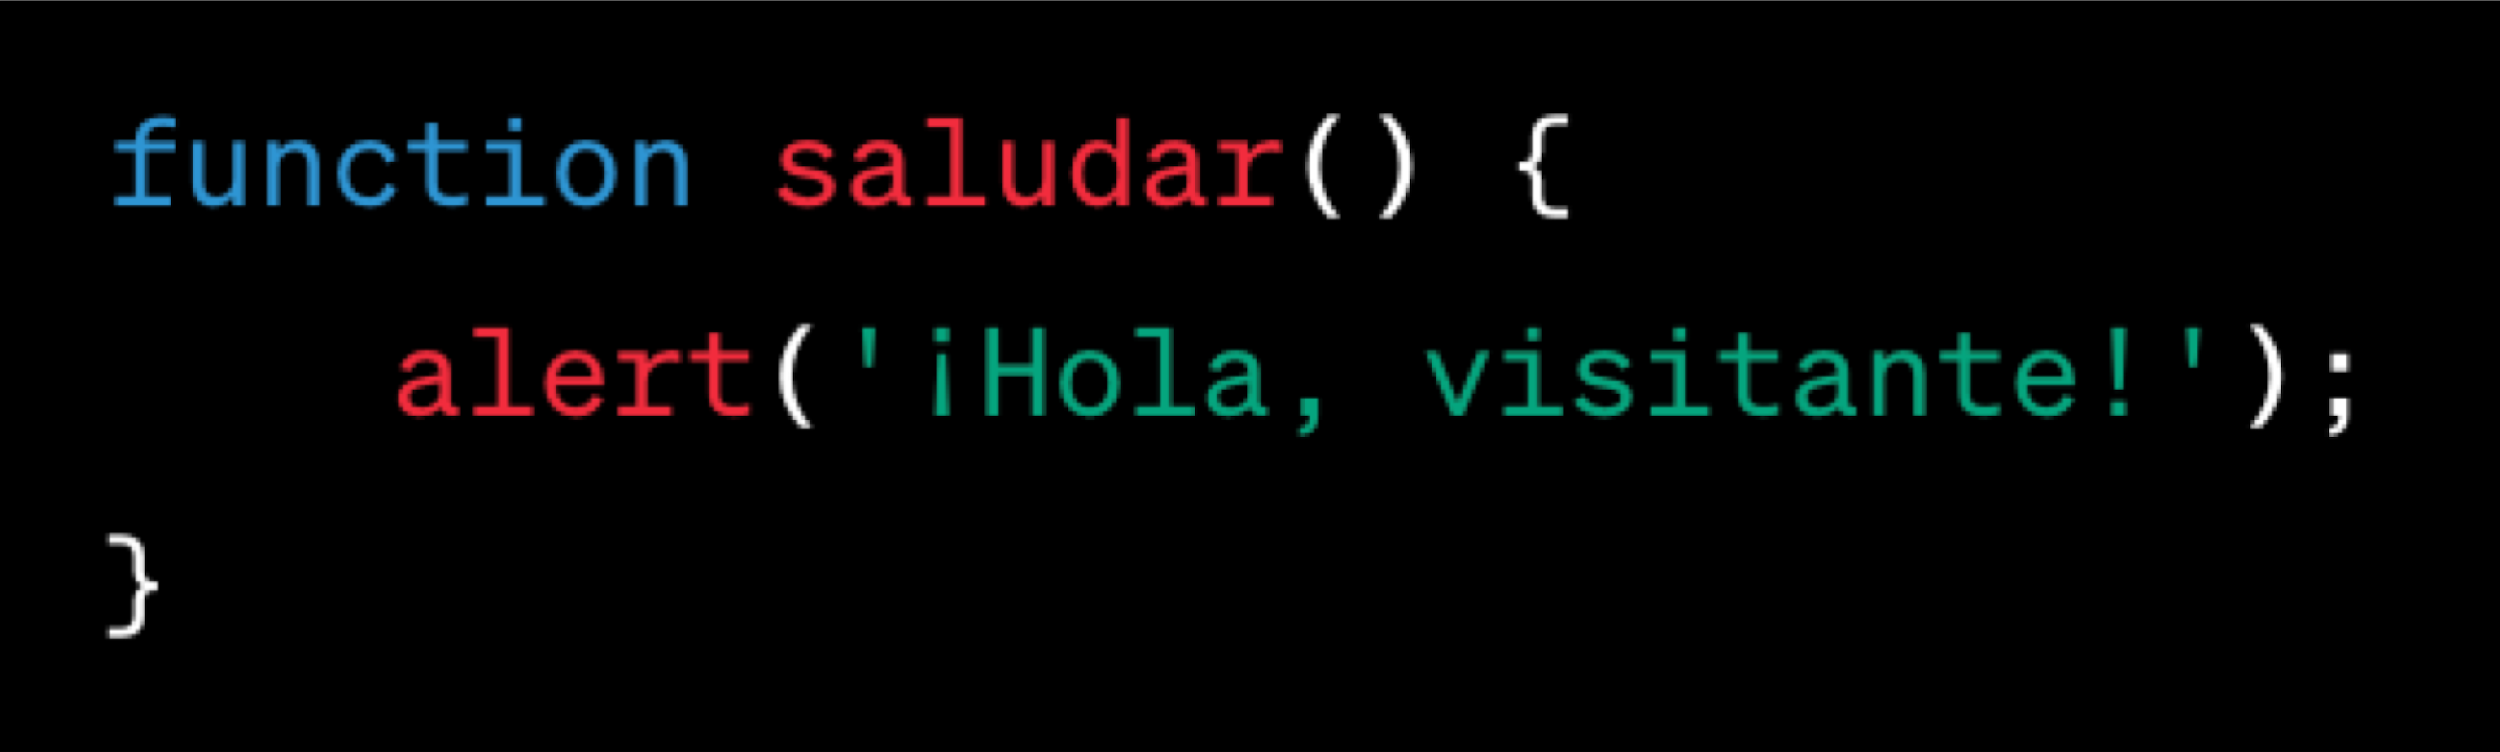 function saludar() {
    alert('¡Hola, visitante!');
}